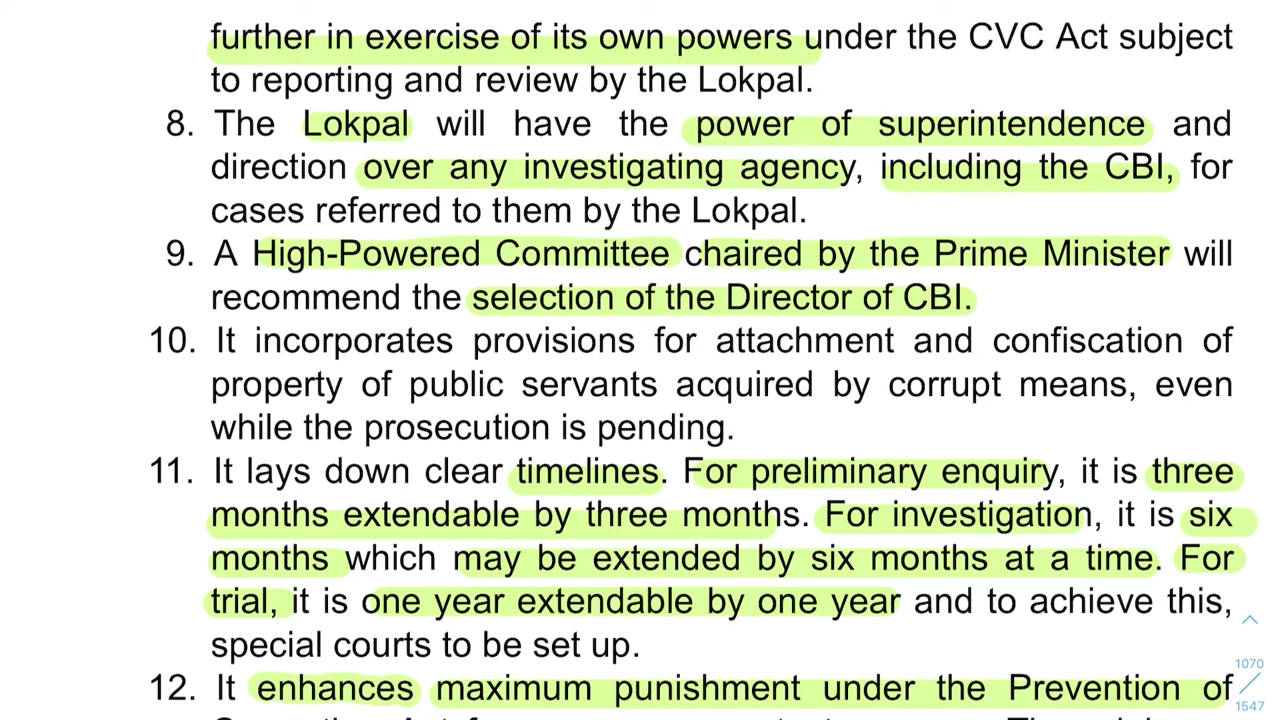 further in exercise of its own powers under the CVC Act subject
to reporting and review by the Lokpal.
8. The Lokpal will have the power of superintendence and
direction over any investigating agency, including the CBI, for
cases referred to them by the Lokpal.
9. A High-Powered Committee chaired by the Prime Minister will
recommend the selection of the Director of CBI.
10. It incorporates provisions for attachment and confiscation of
property of public servants acquired by corrupt means, even
while the prosecution is pending.
11. It lays down clear timelines. For preliminary enquiry, it is three
months extendable by three months. For investigation, it is six
months which may be extended by six months at a time. For
trial, it is one year extendable by one year and to achieve this,
special courts to be set up.
12. It enhances maximum punishment under the Prevention of
1070
1547